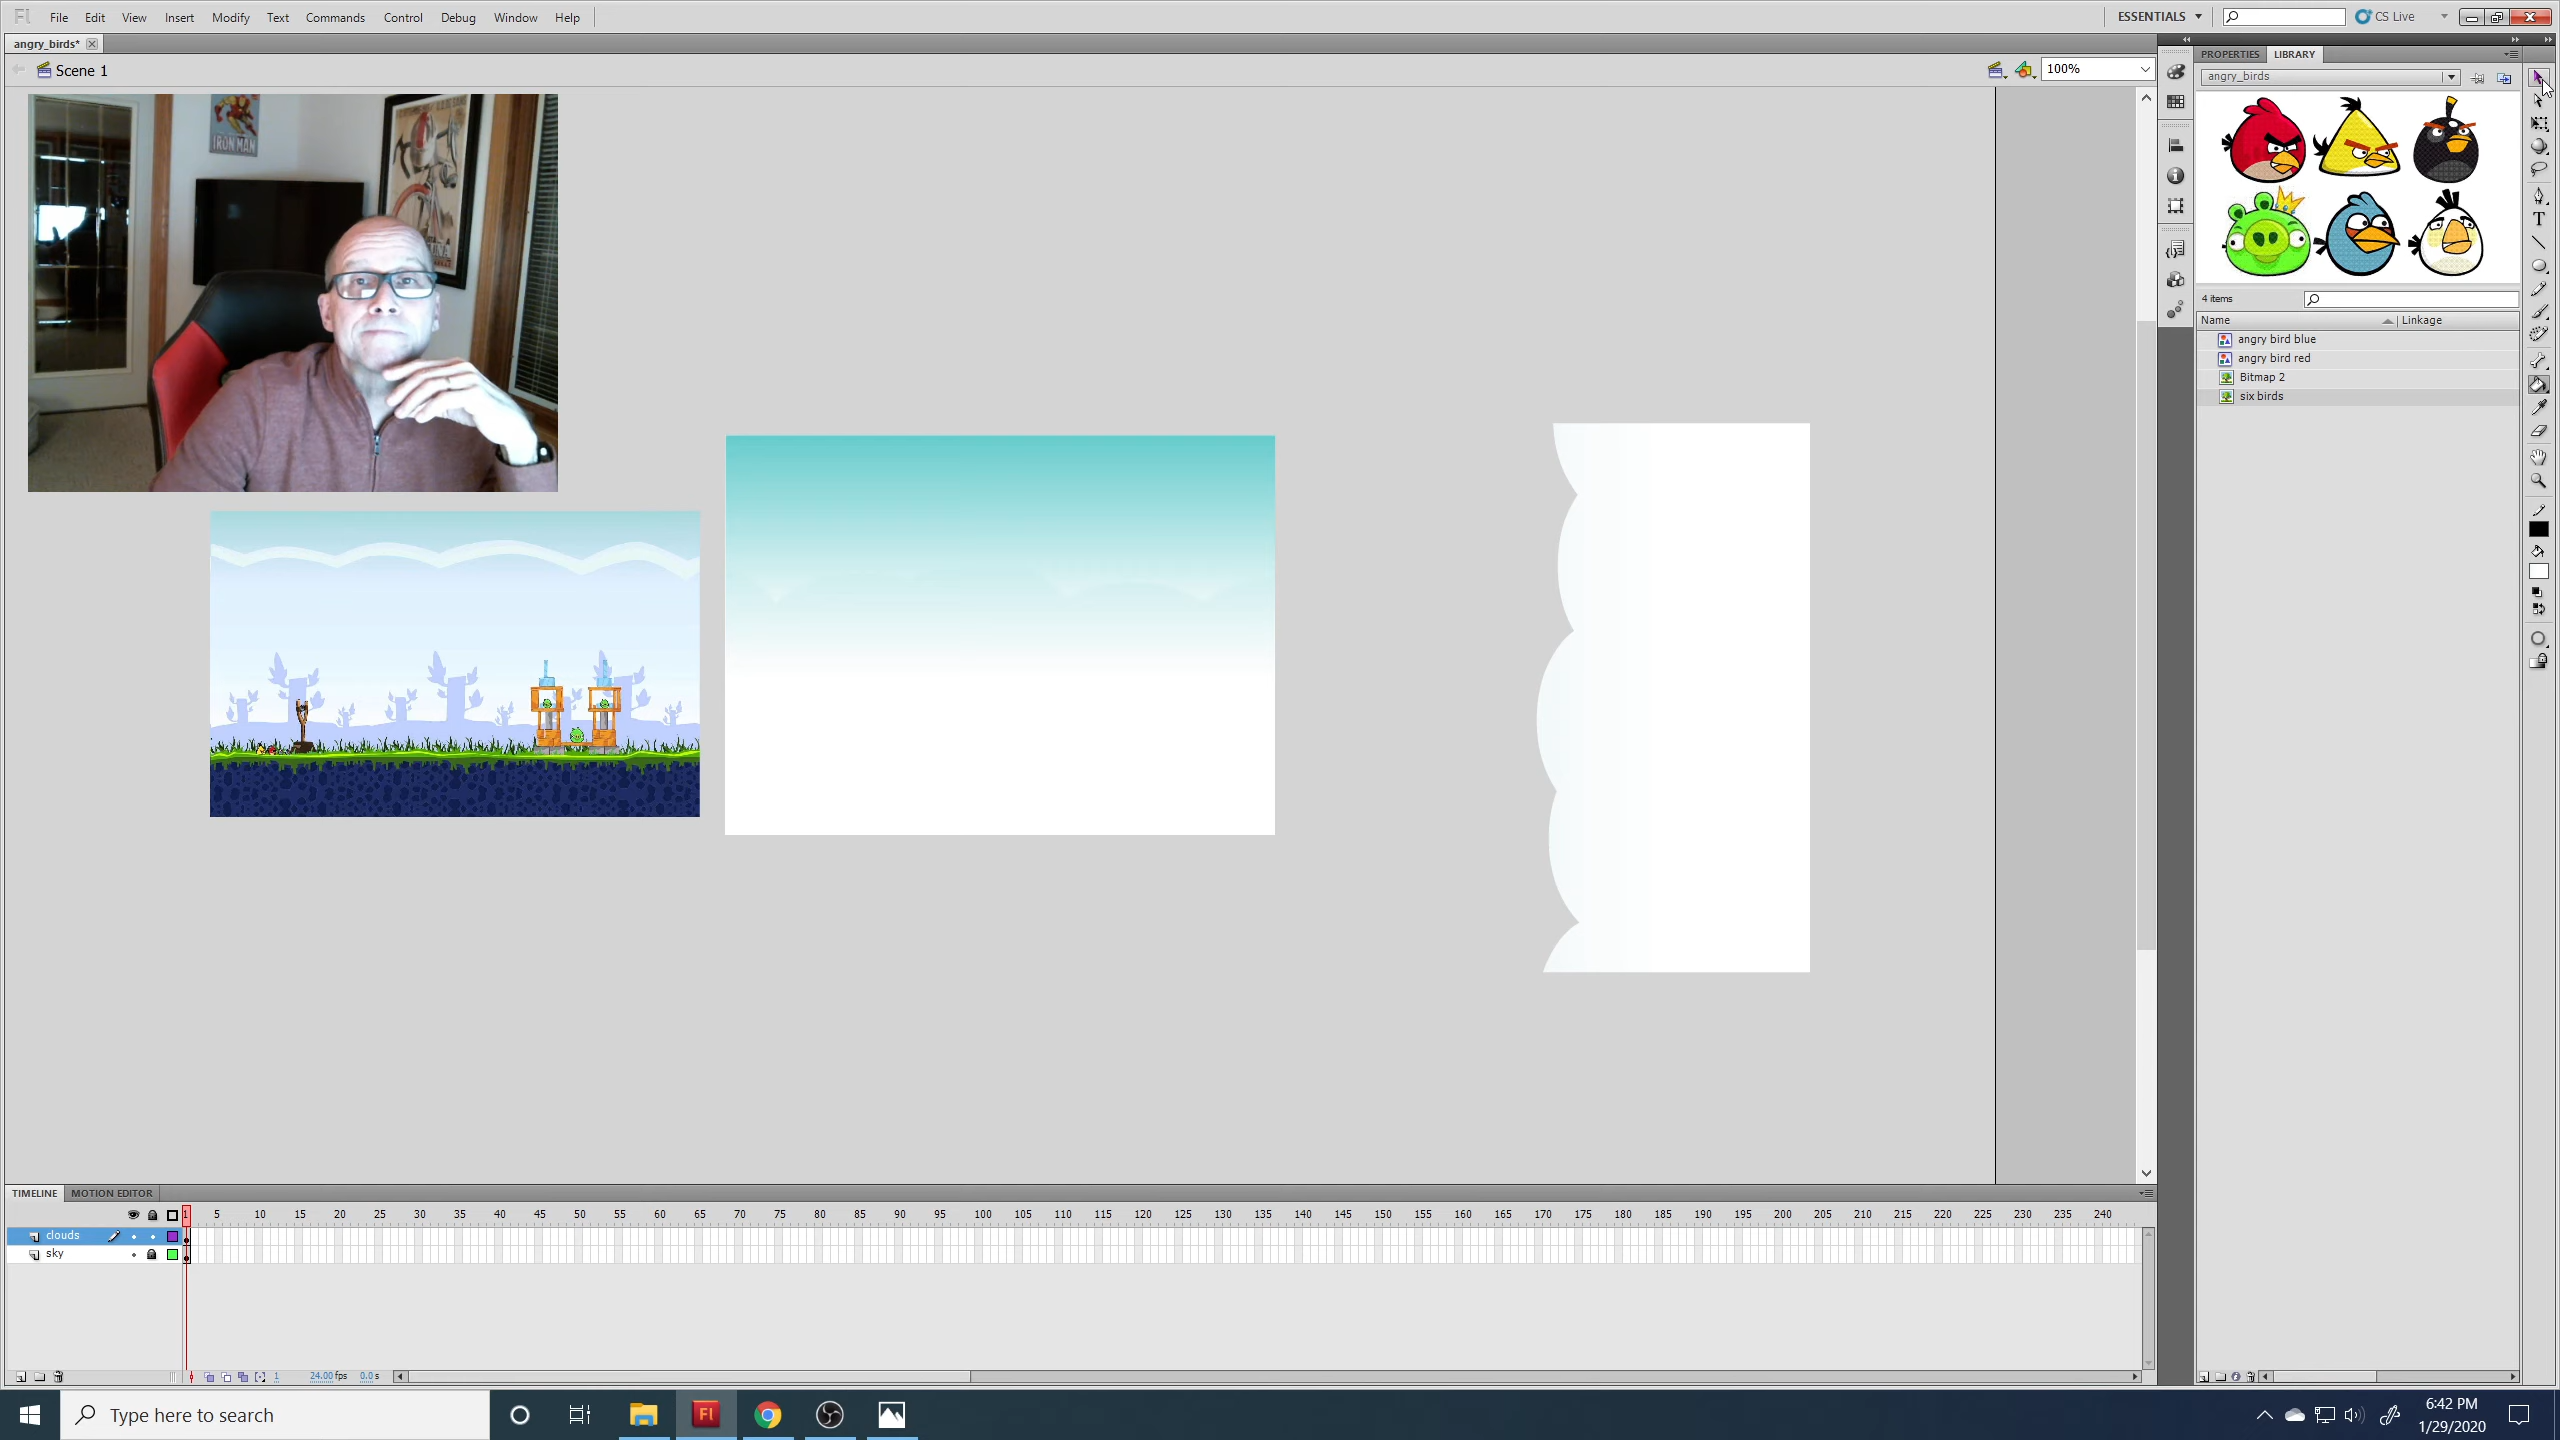 Fl File Edit View Insert Modify Text Commands Control Debug Window Help
ESSENTIALS
CS Live
angry_birds*
Scene 1
100%
IRON MAN
PROPERTIES LIBRARY
angry_birds
4 items
Name Linkage
angry bird blue
angry bird red
Bitmap 2
six birds
T
TIMELINE MOTION EDITOR
1 5 10 15 20 25 30 35 40 45 50 55 60 65 70 75 80 85 90 95 100 105 110 115 120 125 130 135 140 145 150 155 160 165 170 175 180 185 190 195 200 205 210 215 220 225 230 235 240
clouds
sky
1 24.00 fps 0.0 s
Type here to search
Fl
6:42 PM
1/29/2020